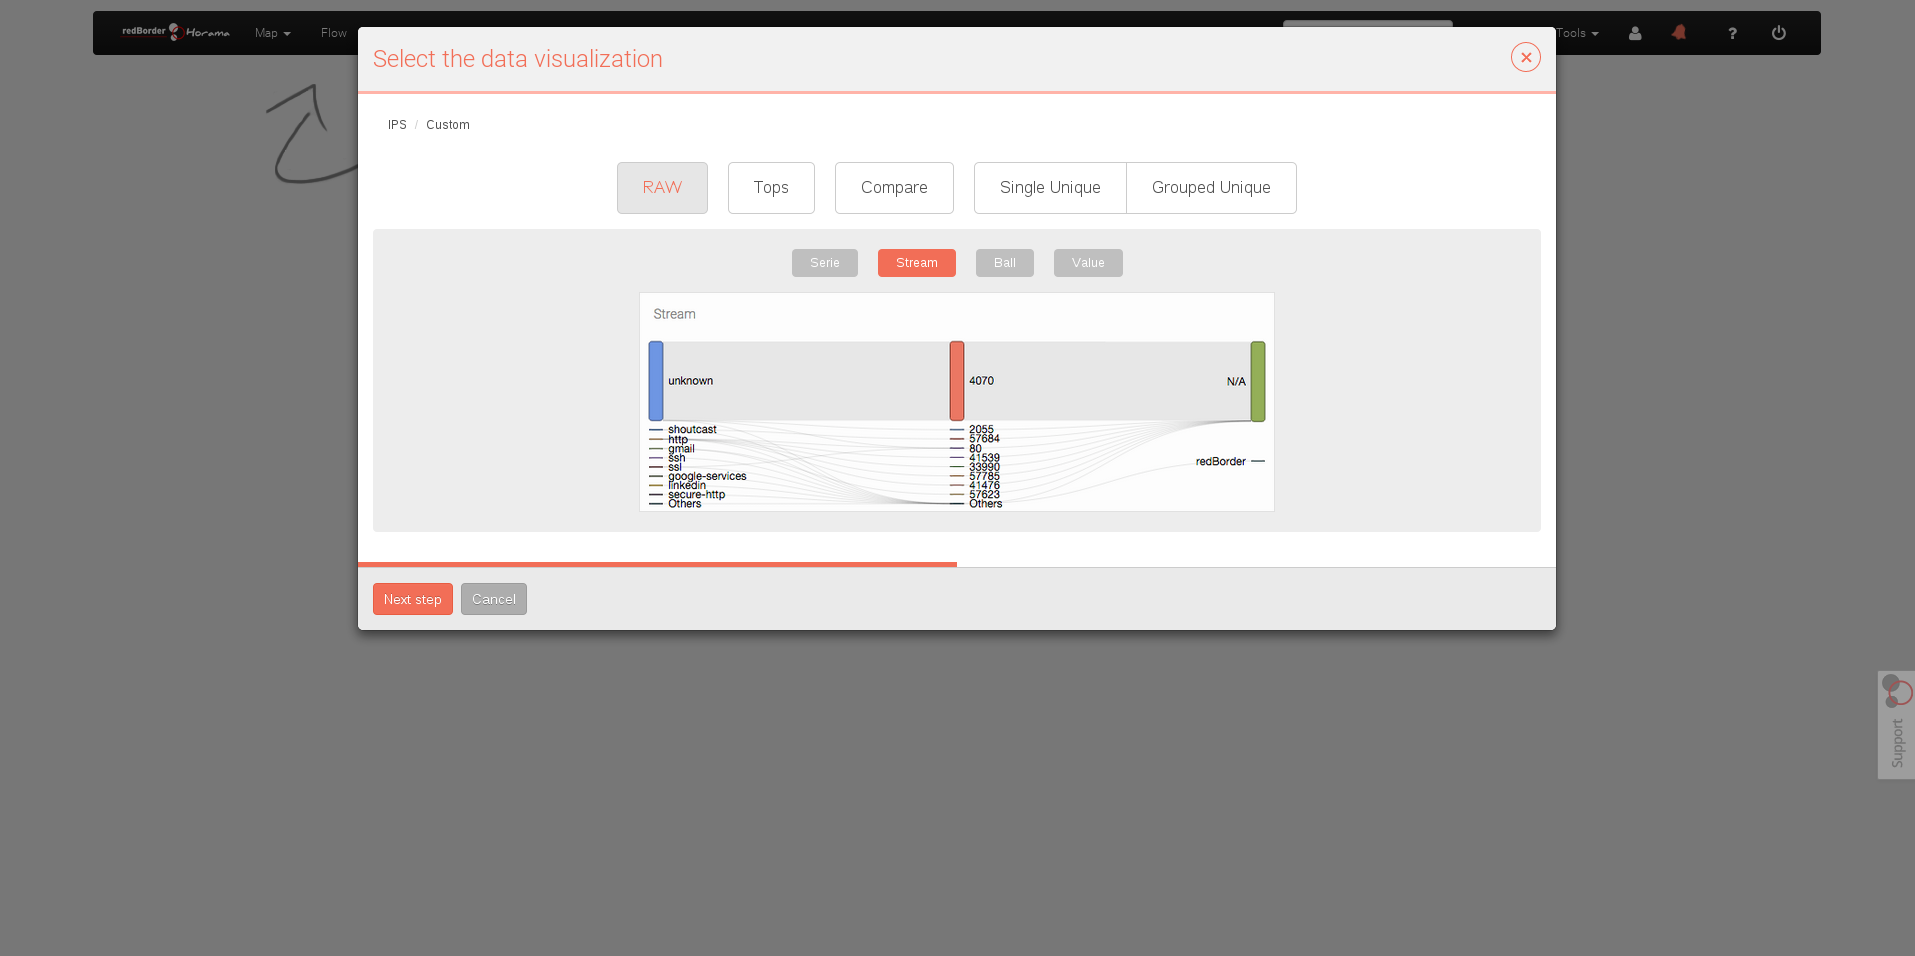 redBorder Horama Map Flow Tools ?
Select the data visualization
IPS / Custom
RAW Tops Compare Single Unique Grouped Unique
Serie Stream Ball Value
Stream
unknown 4070 N/A
shoutcast 2055
http 57684
gmail 80
ssh 41539
redBorder
ssl 33990
google-services 57785
linkedin 41476
secure-http 57623
Others Others
Next step Cancel
Support